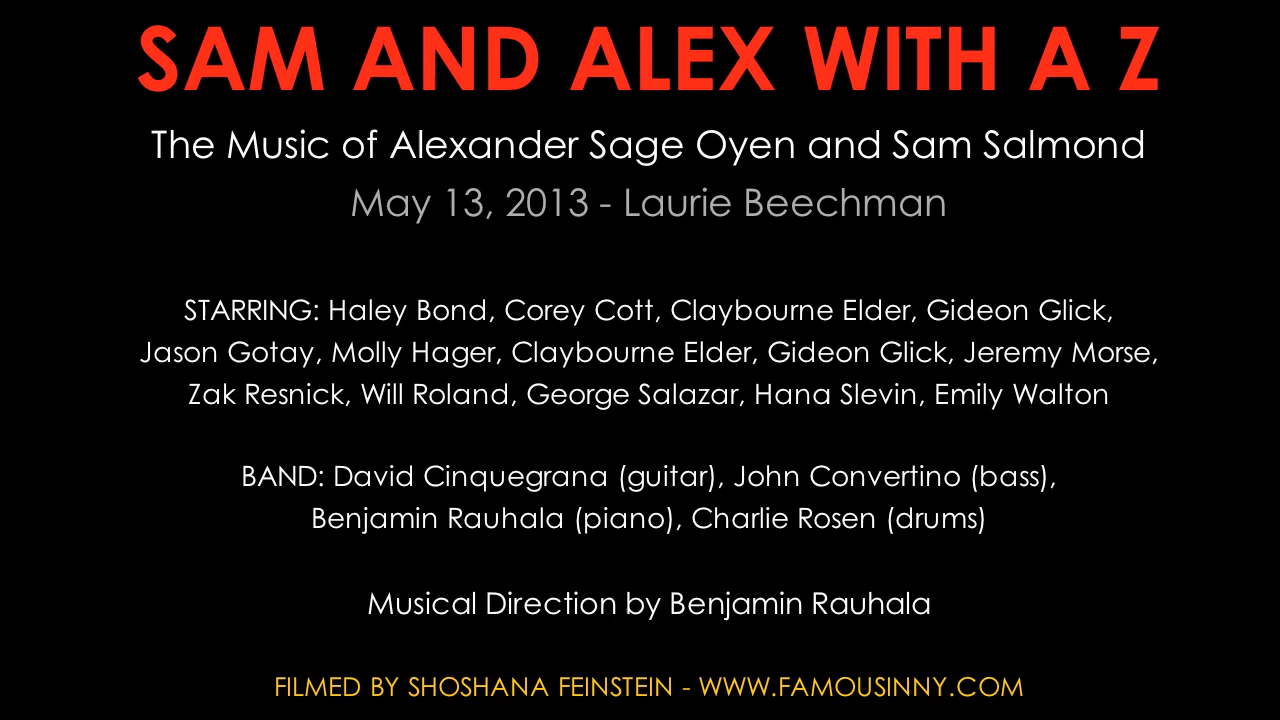 SAM AND ALEX WITH A Z
The Music of Alexander Sage Oyen and Sam Salmond
May 13, 2013 - Laurie Beechman
STARRING: Haley Bond, Corey Cott, Claybourne Elder, Gideon Glick,
Jason Gotay, Molly Hager, Claybourne Elder, Gideon Glick, Jeremy Morse,
Zak Resnick, Will Roland, George Salazar, Hana Slevin, Emily Walton
BAND: David Cinquegrana (guitar), John Convertino (bass),
Benjamin Rauhala (piano), Charlie Rosen (drums)
Musical Direction by Benjamin Rauhala
FILMED BY SHOSHANA FEINSTEIN - WWW.FAMOUSINNY.COM